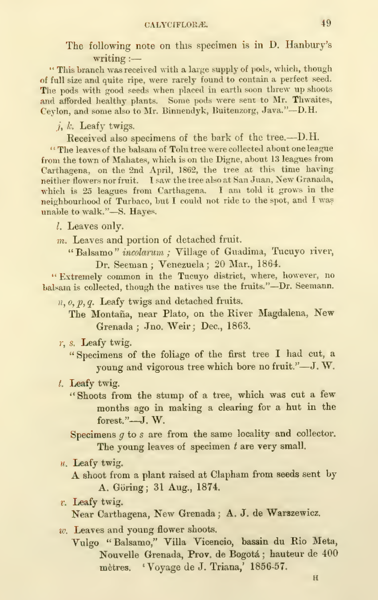 CALYCIFLORÆ. 49
The following note on this specimen is in D. Hanbury's
writing :—
"This branch was received with a large supply of pods, which, though
of full size and quite ripe, were rarely found to contain a perfect seed.
The pods with good seeds when placed in earth soon threw up shoots
and afforded healthy plants. Some pods were sent to Mr. Thwaites,
Ceylon, and some also to Mr. Binnendyk, Buitenzorg, Java."—D.H.
j, k. Leafy twigs.
Received also specimens of the bark of the tree.—D.H.
"The leaves of the balsam of Tolu tree were collected about one league
from the town of Mahates, which is on the Digne, about 13 leagues from
Carthagena, on the 2nd April, 1862, the tree at this time having
neither flowers nor fruit. I saw the tree also at San Juan, New Granada,
which is 25 leagues from Carthagena. I am told it grows in the
neighbourhood of Turbaco, but I could not ride to the spot, and I was
unable to walk."—S. Hayes.
l. Leaves only.
m. Leaves and portion of detached fruit.
"Balsamo" incolarum; Village of Guadima, Tucuyo river,
Dr. Seeman; Venezuela; 20 Mar., 1864.
"Extremely common in the Tucuyo district, where, however, no
balsam is collected, though the natives use the fruits."—Dr. Seemann.
n, o, p, q. Leafy twigs and detached fruits.
The Montaña, near Plato, on the River Magdalena, New
Grenada; Jno. Weir; Dec., 1863.
r, s. Leafy twig.
"Specimens of the foliage of the first tree I had cut, a
young and vigorous tree which bore no fruit."—J. W.
t. Leafy twig.
"Shoots from the stump of a tree, which was cut a few
months ago in making a clearing for a hut in the
forest."—J. W.
Specimens g to s are from the same locality and collector.
The young leaves of specimen t are very small.
u. Leafy twig.
A shoot from a plant raised at Clapham from seeds sent by
A. Göring; 31 Aug., 1874.
v. Leafy twig.
Near Carthagena, New Grenada; A. J. de Warszewicz.
w. Leaves and young flower shoots.
Vulgo "Balsamo," Villa Vicencio, bassin du Rio Meta,
Nouvelle Grenada, Prov. de Bogotá; hauteur de 400
mètres. 'Voyage de J. Triana,' 1856-57.
H